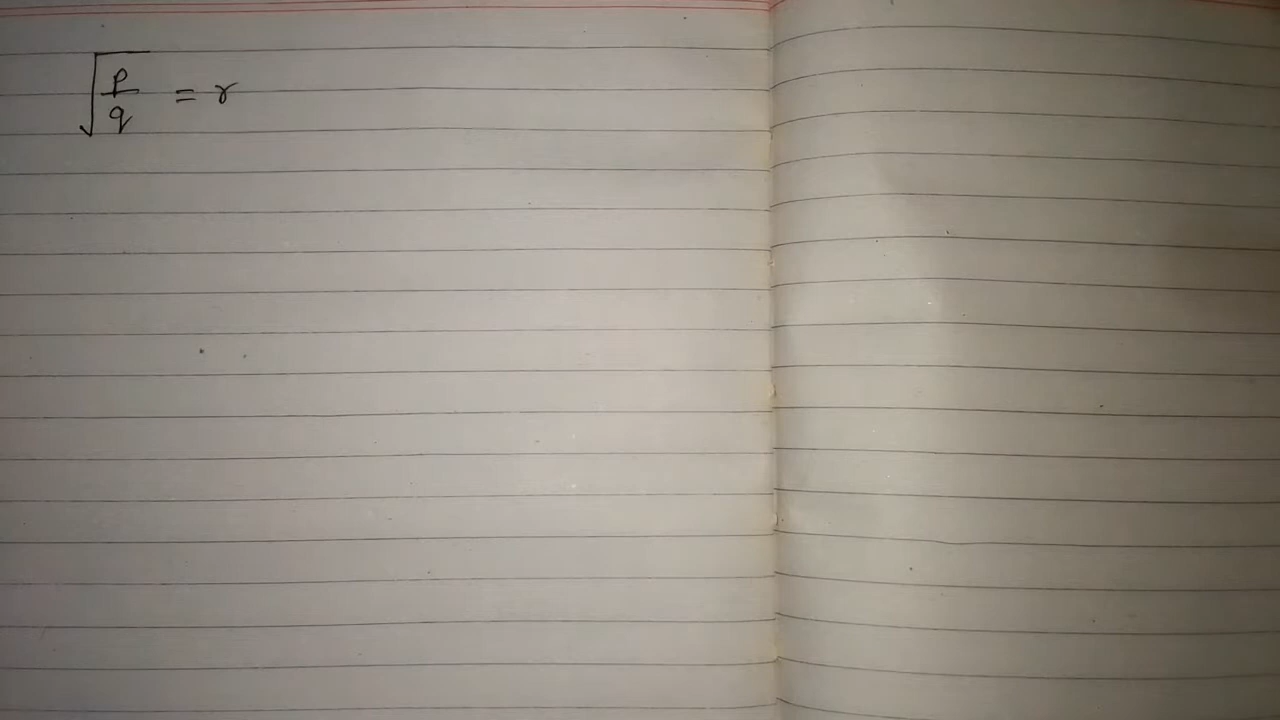 √(p/q) = r